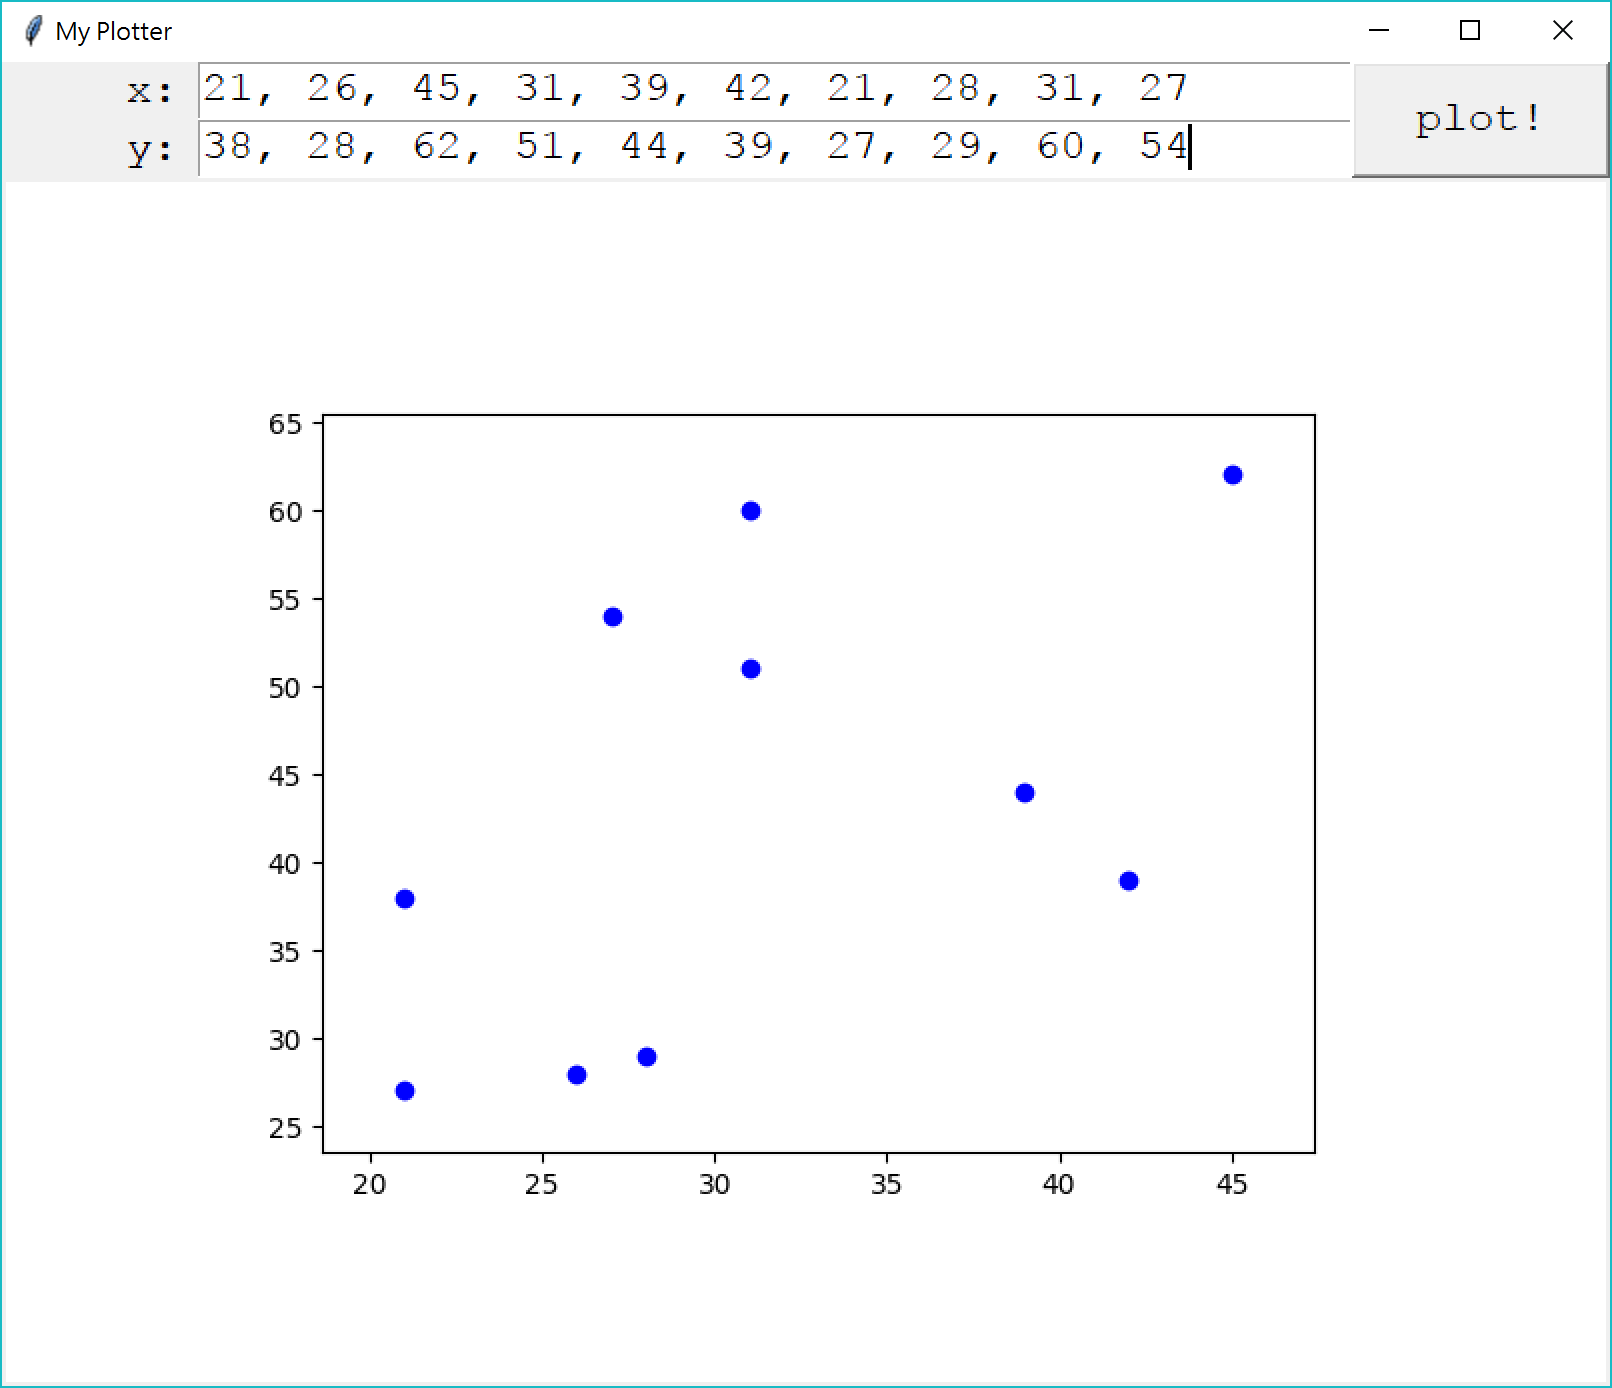 My Plotter
x: 21, 26, 45, 31, 39, 42, 21, 28, 31, 27
y: 38, 28, 62, 51, 44, 39, 27, 29, 60, 54
plot!
65
60
55
50
45
40
35
30
25
20 25 30 35 40 45